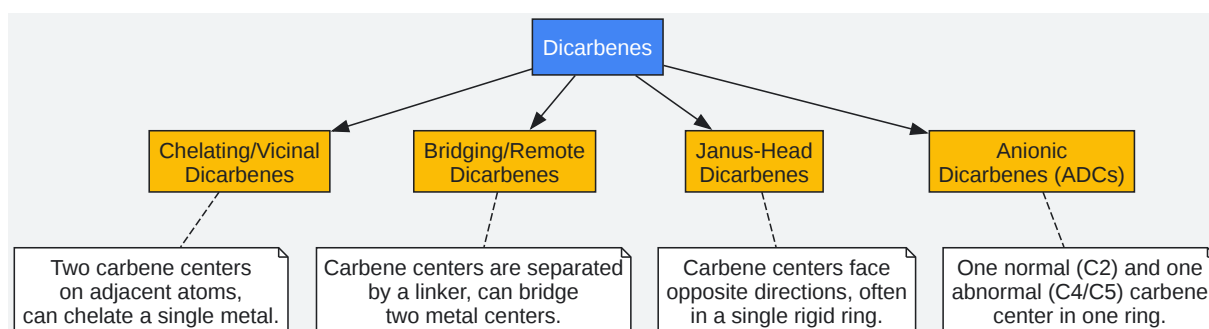 Dicarbenes
Chelating/Vicinal
Dicarbenes
Bridging/Remote
Dicarbenes
Janus-Head
Dicarbenes
Anionic
Dicarbenes (ADCs)
Two carbene centers
on adjacent atoms,
can chelate a single metal.
Carbene centers are separated
by a linker, can bridge
two metal centers.
Carbene centers face
opposite directions, often
in a single rigid ring.
One normal (C2) and one
abnormal (C4/C5) carbene
center in one ring.